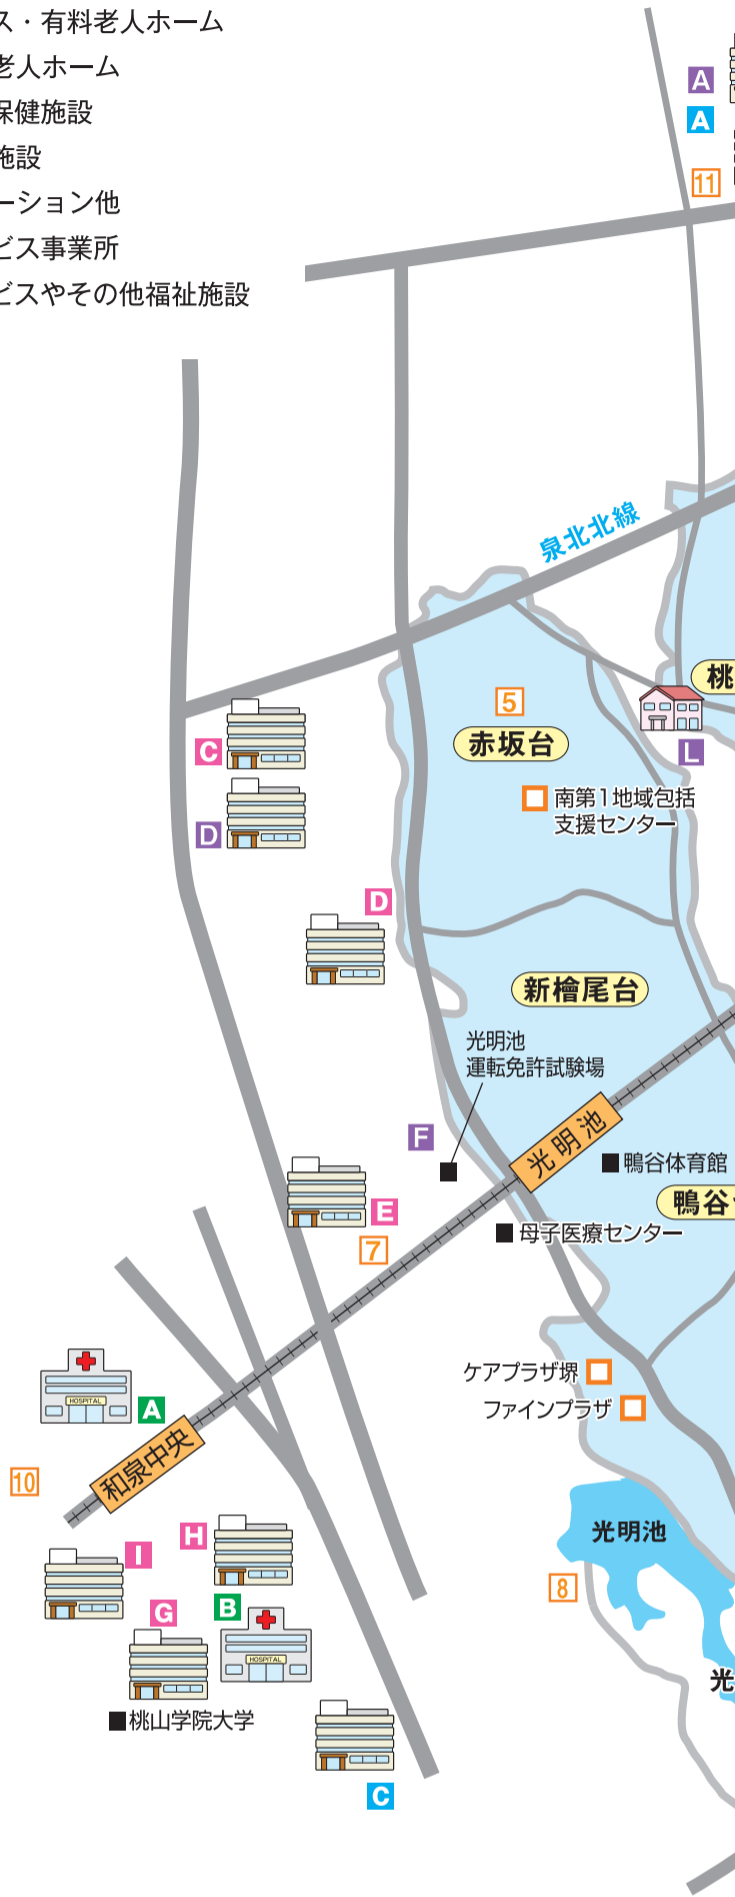 ス・有料老人ホーム
老人ホーム
保健施設
施設
ーション他
ビス事業所
ビスやその他福祉施設
A
A
11
泉北北線
桃
5
赤坂台
L
C
南第1地域包括
支援センター
D
D
新檜尾台
光明池
運転免許試験場
光明池
F
鴨谷体育館
鴨谷
E
母子医療センター
7
HOSPITAL
A
ケアプラザ堺
ファインプラザ
和泉中央
10
光明池
H
I
8
G
B
HOSPITAL
光
桃山学院大学
C